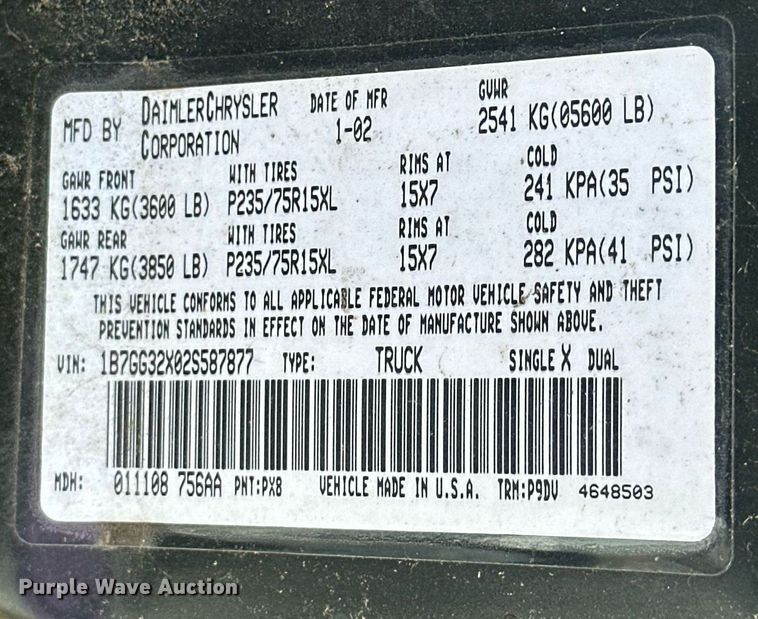 MFD BY DAIMLERCHRYSLER CORPORATION DATE OF MFR 1-02 GVWR 2541 KG(05600 LB)
GAWR FRONT WITH TIRES RIMS AT COLD
1633 KG(3600 LB) P235/75R15XL 15X7 241 KPA(35 PSI)
GAWR REAR WITH TIRES RIMS AT COLD
1747 KG(3850 LB) P235/75R15XL 15X7 282 KPA(41 PSI)
THIS VEHICLE CONFORMS TO ALL APPLICABLE FEDERAL MOTOR VEHICLE SAFETY AND THEFT
PREVENTION STANDARDS IN EFFECT ON THE DATE OF MANUFACTURE SHOWN ABOVE.
VIN: 1B7GG32X02S587877 TYPE: TRUCK SINGLE X DUAL
MDH: 011108 756AA PNT:PX8 VEHICLE MADE IN U.S.A. TRM:P9DV 4648503
Purple Wave Auction